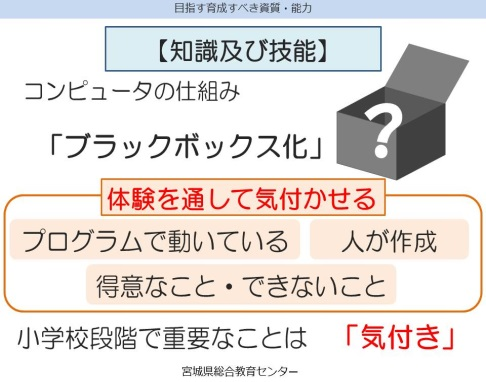 目指す育成すべき資質・能力
【知識及び技能】
コンピュータの仕組み
「ブラックボックス化」
?
体験を通して気付かせる
プログラムで動いている
人が作成
得意なこと・できないこと
小学校段階で重要なことは 「気付き」
宮城県総合教育センター